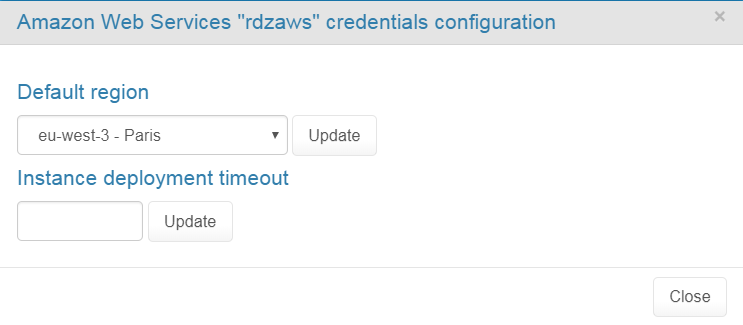 Amazon Web Services "rdzaws" credentials configuration ×
Default region
eu-west-3 - Paris Update
Instance deployment timeout
Update
Close